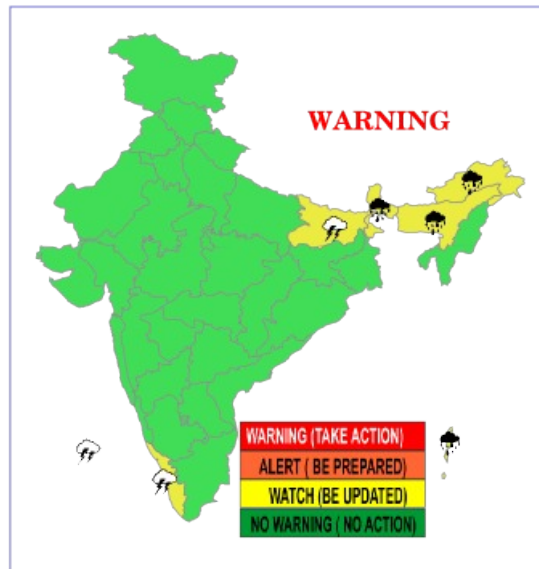 WARNING
WARNING (TAKE ACTION)
ALERT ( BE PREPARED)
WATCH (BE UPDATED)
NO WARNING ( NO ACTION)